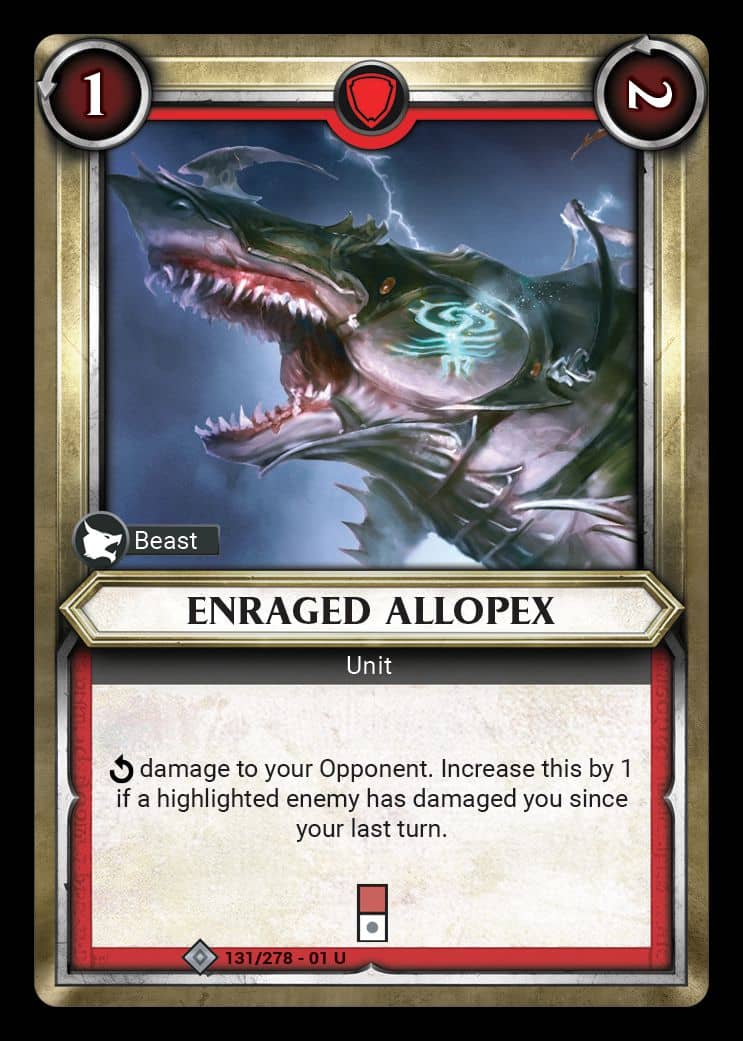 1
2
Beast
ENRAGED ALLOPEX
Unit
damage to your Opponent. Increase this by 1
if a highlighted enemy has damaged you since
your last turn.
131/278 - 01 U